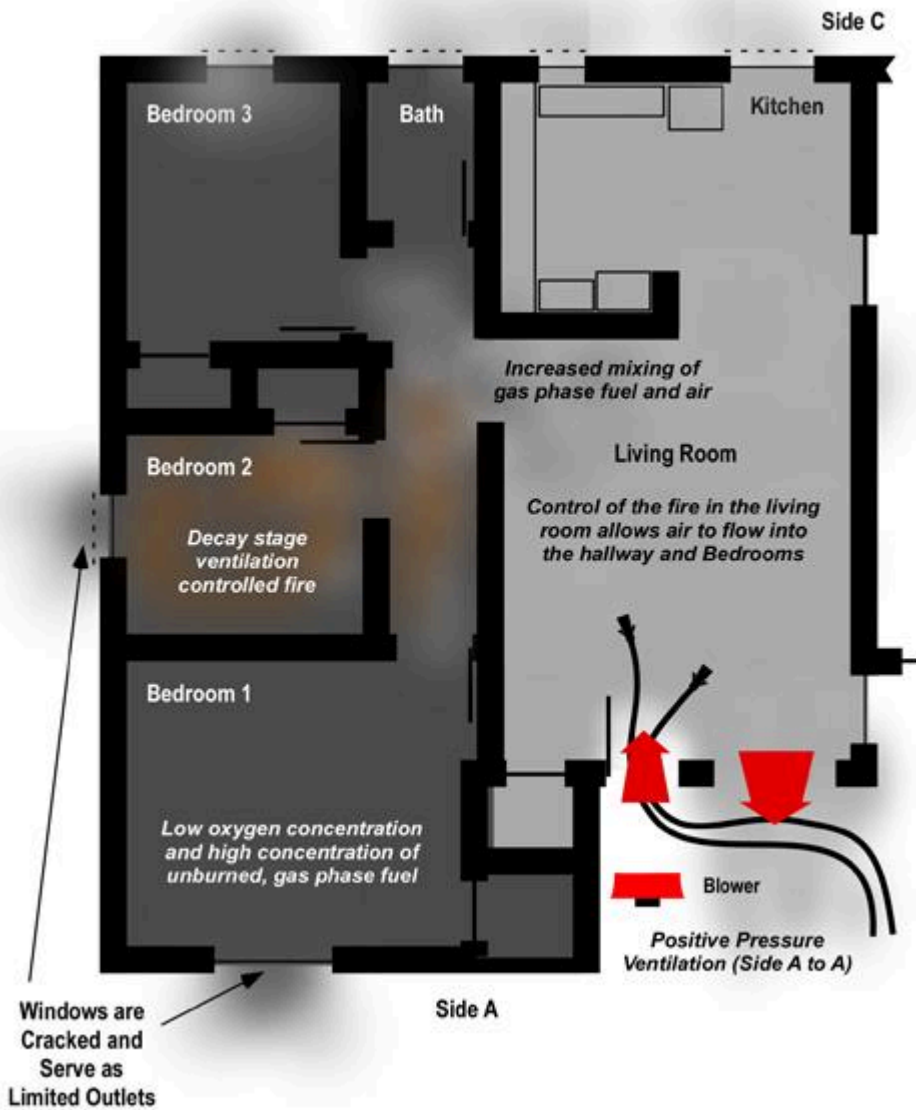 Side C
Bedroom 3
Bath
Kitchen
Increased mixing of
gas phase fuel and air
Bedroom 2
Living Room
Decay stage
ventilation
controlled fire
Control of the fire in the living
room allows air to flow into
the hallway and Bedrooms
Bedroom 1
Low oxygen concentration
and high concentration of
unburned, gas phase fuel
Blower
Positive Pressure
Ventilation (Side A to A)
Side A
Windows are
Cracked and
Serve as
Limited Outlets